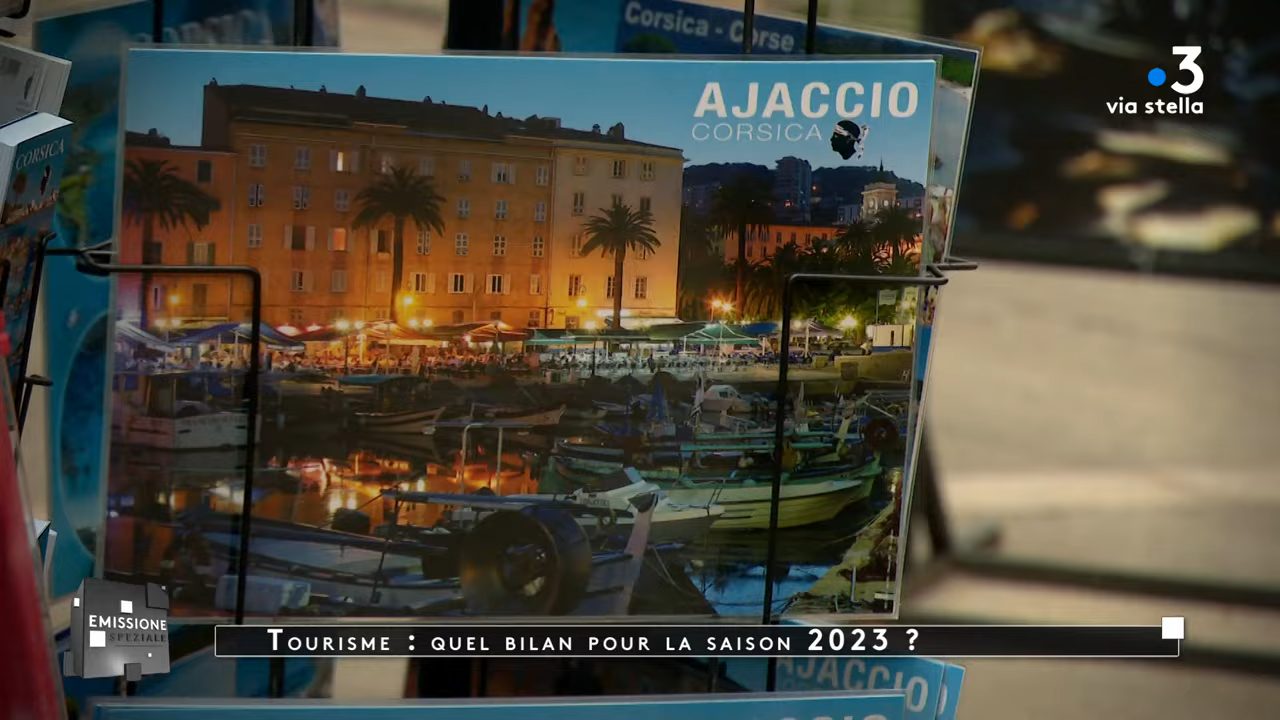 Corsica - Corse
3
via stella
AJACCIO
CORSICA
CORSICA
EMISSIONE
SPEZIALE
Tourisme : quel bilan pour la saison 2023 ?
AJACCIO